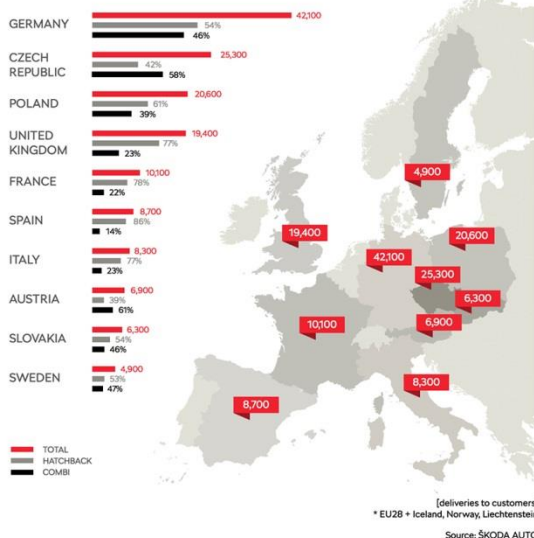 GERMANY
42,100
54%
46%
CZECH
REPUBLIC
25,300
42%
58%
POLAND
20,600
61%
39%
UNITED
KINGDOM
19,400
77%
23%
FRANCE
10,100
78%
22%
SPAIN
8,700
86%
14%
ITALY
8,300
77%
23%
AUSTRIA
6,900
39%
61%
SLOVAKIA
6,300
54%
46%
SWEDEN
4,900
53%
47%
4,900
19,400
20,600
42,100
25,300
6,300
10,100
6,900
8,300
8,700
TOTAL
HATCHBACK
COMBI
[deliveries to customers
* EU28 + Iceland, Norway, Liechtenstein
Source: ŠKODA AUTO